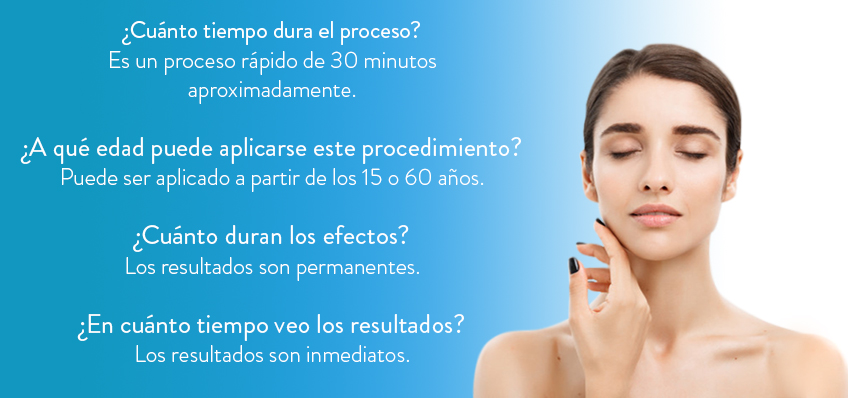 ¿Cuánto tiempo dura el proceso?
Es un proceso rápido de 30 minutos
aproximadamente.
¿A qué edad puede aplicarse este procedimiento?
Puede ser aplicado a partir de los 15 o 60 años.
¿Cuánto duran los efectos?
Los resultados son permanentes.
¿En cuánto tiempo veo los resultados?
Los resultados son inmediatos.